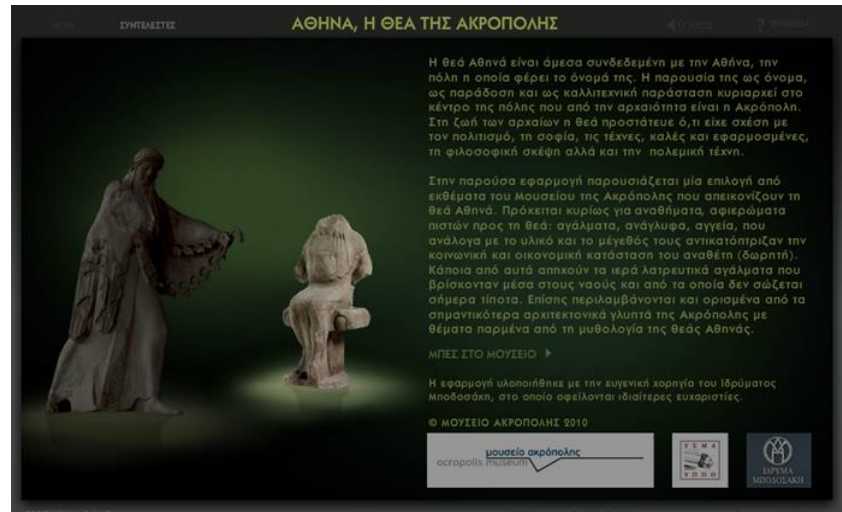 ΑΡΧΗ
ΣΥΝΤΕΛΕΣΤΕΣ
ΑΘΗΝΑ, Η ΘΕΑ ΤΗΣ ΑΚΡΟΠΟΛΗΣ
ΗΧΟΣ
? ΒΟΗΘΕΙΑ
Η θεά Αθηνά είναι άμεσα συνδεδεμένη με την Αθήνα, την
πόλη η οποία φέρει το όνομά της. Η παρουσία της ως όνομα,
ως παράδοση και ως καλλιτεχνική παράσταση κυριαρχεί στο
κέντρο της πόλης που από την αρχαιότητα είναι η Ακρόπολη.
Στη ζωή των αρχαίων η θεά προστάτευε ό,τι είχε σχέση με
τον πολιτισμό, τη σοφία, τις τέχνες, καλές και εφαρμοσμένες,
τη φιλοσοφική σκέψη αλλά και την πολεμική τέχνη.
Στην παρούσα εφαρμογή παρουσιάζεται μία επιλογή από
εκθέματα του Μουσείου της Ακρόπολης που απεικονίζουν τη
θεά Αθηνά. Πρόκειται κυρίως για αναθήματα, αφιερώματα
πιστών προς τη θεά: αγάλματα, ανάγλυφα, αγγεία, που
ανάλογα με το υλικό και το μέγεθός τους αντικατόπτριζαν την
κοινωνική και οικονομική κατάσταση του αναθέτη (δωρητή).
Κάποια από αυτά απηχούν τα ιερά λατρευτικά αγάλματα που
βρίσκονταν μέσα στους ναούς και από τα οποία δεν σώζεται
σήμερα τίποτα. Επίσης περιλαμβάνονται και ορισμένα από τα
σημαντικότερα αρχιτεκτονικά γλυπτά της Ακρόπολης με
θέματα παρμένα από τη μυθολογία της θεάς Αθηνάς.
ΜΠΕΣ ΣΤΟ ΜΟΥΣΕΙΟ
Η εφαρμογή υλοποιήθηκε με την ευγενική χορηγία του Ιδρύματος
Μποδοσάκη, στο οποίο οφείλονται ιδιαίτερες ευχαριστίες.
© ΜΟΥΣΕΙΟ ΑΚΡΟΠΟΛΗΣ 2010
μουσείο ακρόπολης
acropolis museum
ΥΣΜΑ
ΥΠΠΟ
ΙΔΡΥΜΑ
ΜΠΟΔΟΣΑΚΗ